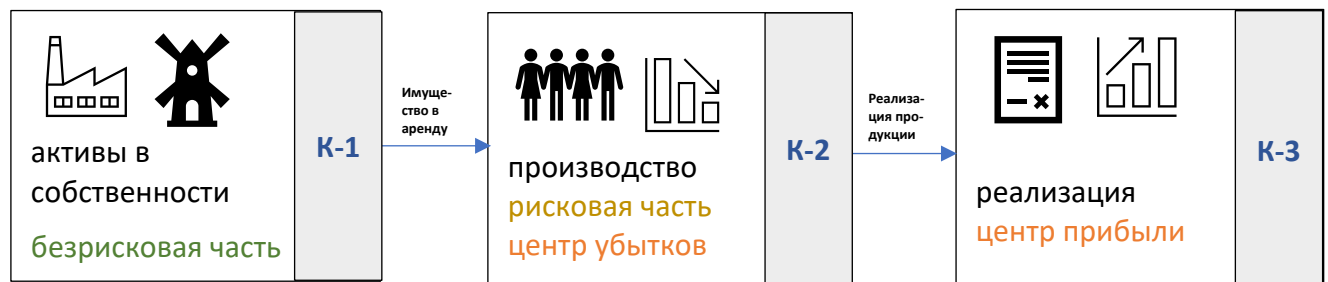 активы в
собственности
безрисковая часть
К-1
Имуще-
ство в
аренду
производство
рисковая часть
центр убытков
К-2
Реализа-
ция про-
дукции
реализация
центр прибыли
К-3